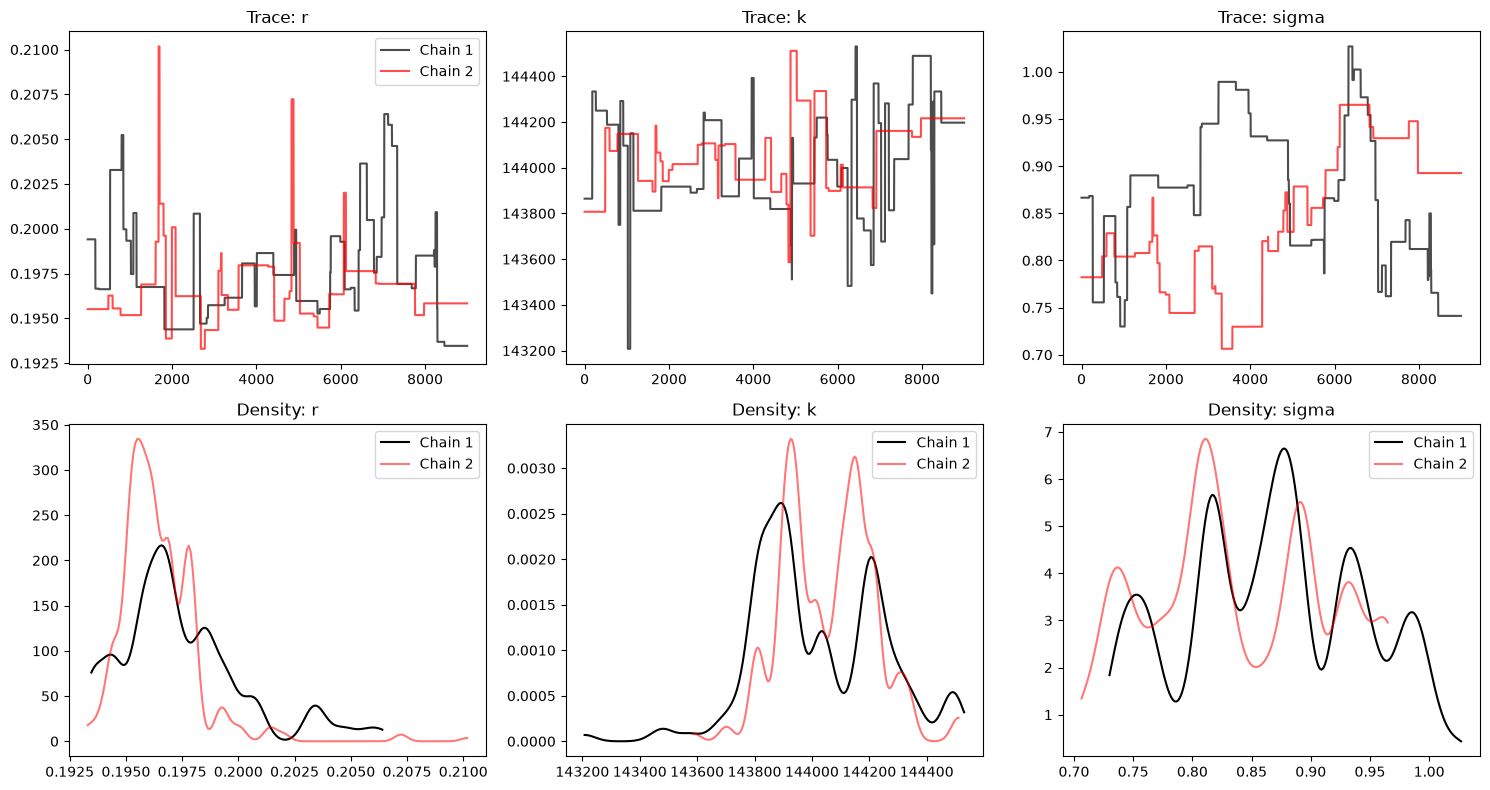 Trace: r
0.2100
0.2075
0.2050
0.2025
0.2000
0.1975
0.1950
0.1925
0 2000 4000 6000 8000
Chain 1
Chain 2
Trace: k
144400
144200
144000
143800
143600
143400
143200
0 2000 4000 6000 8000
Trace: sigma
1.00
0.95
0.90
0.85
0.80
0.75
0.70
0 2000 4000 6000 8000
Density: r
350
300
250
200
150
100
50
0
0.1925 0.1950 0.1975 0.2000 0.2025 0.2050 0.2075 0.2100
Chain 1
Chain 2
Density: k
0.0030
0.0025
0.0020
0.0015
0.0010
0.0005
0.0000
143200 143400 143600 143800 144000 144200 144400
Chain 1
Chain 2
Density: sigma
7
6
5
4
3
2
1
0.70 0.75 0.80 0.85 0.90 0.95 1.00
Chain 1
Chain 2